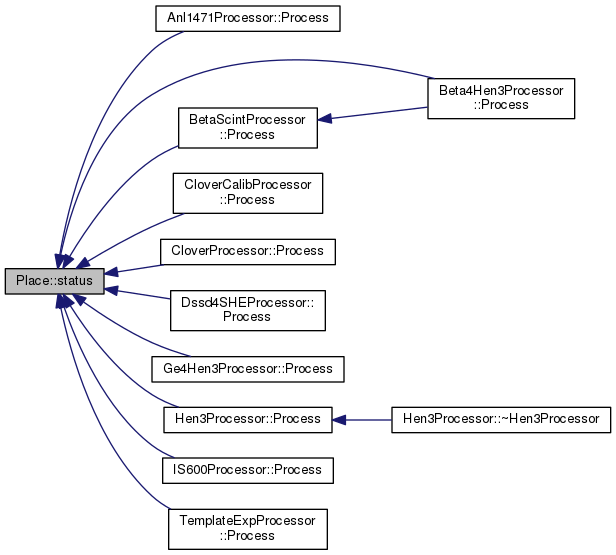 Anl1471Processor::Process
Beta4Hen3Processor
::Process
BetaScintProcessor
::Process
CloverCalibProcessor
::Process
CloverProcessor::Process
Place::status
Dssd4SHEProcessor::
Process
Ge4Hen3Processor::Process
Hen3Processor::Process
Hen3Processor::~Hen3Processor
IS600Processor::Process
TemplateExpProcessor
::Process